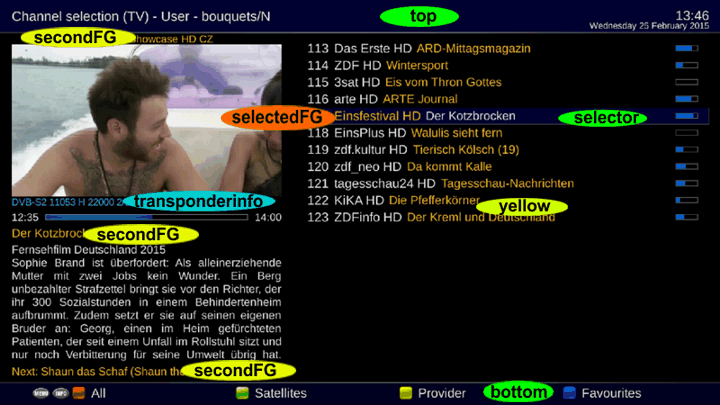 Channel selection (TV) - User - bouquets/N
top
13:46
Wednesday 25 February 2015
secondFG
howcase HD CZ
113 Das Erste HD ARD-Mittagsmagazin
114 ZDF HD Wintersport
115 3sat HD Eis vom Thron Gottes
116 arte HD ARTE Journal
selectedFG Einsfestival HD Der Kotzbrocken selector
118 EinsPlus HD Walulis sieht fern
119 zdf.kultur HD Tierisch Kölsch (19)
120 zdf_neo HD Da kommt Kalle
121 tagesschau24 HD Tagesschau-Nachrichten
122 KiKA HD Die Pfefferkörner
yellow
123 ZDFinfo HD Der Kreml und Deutschland
DVB-S2 11053 H 22000 transponderinfo
12:35 14:00
Der Kotzbroc
secondFG
Fernsehfilm Deutschland 2015
Sophie Brand ist überfordert: Als alleinerziehende
Mutter mit zwei Jobs kein Wunder. Ein Berg
unbezahlter Strafzettel bringt sie vor den Richter, der
ihr 300 Sozialstunden in einem Behindertenheim
aufbrummt. Zudem setzt er sie auf seinen eigenen
Bruder an: Georg, einen im Heim gefürchteten
Patienten, der seit einem Unfall im Rollstuhl sitzt und
nur noch Verbitterung für seine Umwelt übrig hat.
Next: Shaun das Schaf (Shaun the
secondFG
MENU INFO All Satellites Provider bottom Favourites